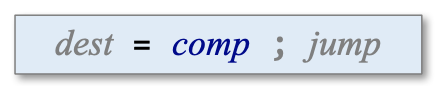 dest = comp ; jump